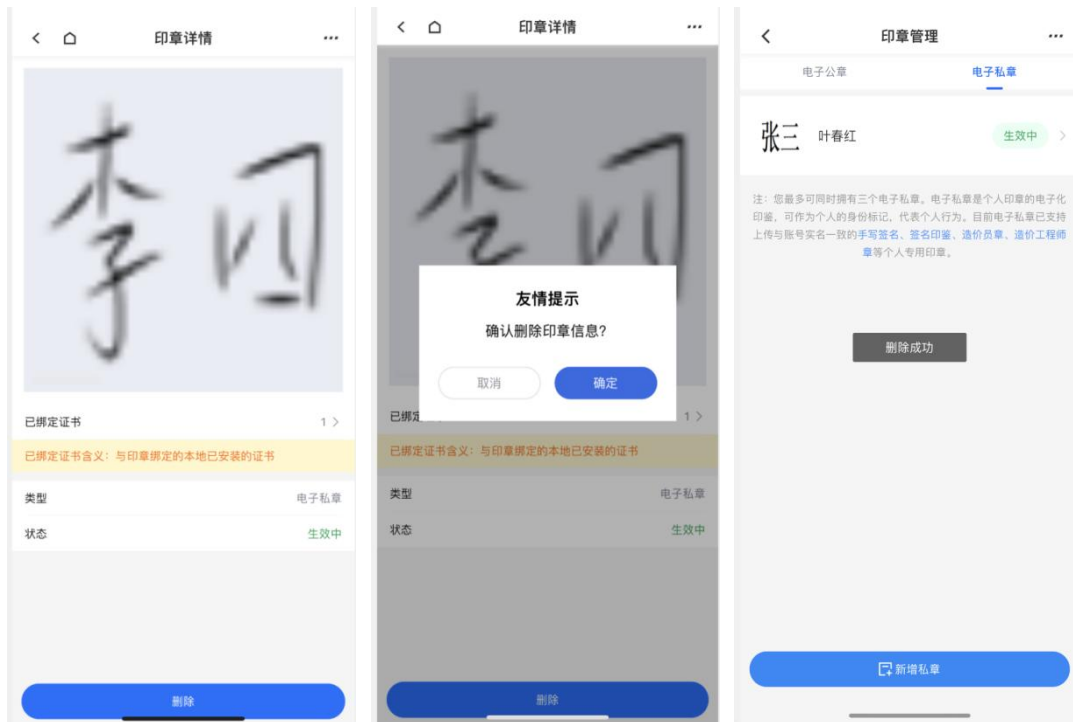 印章详情
李四
已绑定证书 1
已绑定证书含义：与印章绑定的本地已安装的证书
类型 电子私章
状态 生效中
删除
印章详情
李四
友情提示
确认删除印章信息?
取消 确定
已绑定 1
已绑定证书含义：与印章绑定的本地已安装的证书
类型 电子私章
状态 生效中
删除
印章管理
电子公章 电子私章
张三 叶春红 生效中
注：您最多可同时拥有三个电子私章。电子私章是个人印章的电子化
印鉴，可作为个人的身份标记，代表个人行为。目前电子私章已支持
上传与账号实名一致的手写签名、签名印鉴、造价员章、造价工程师
章等个人专用印章。
删除成功
新增私章